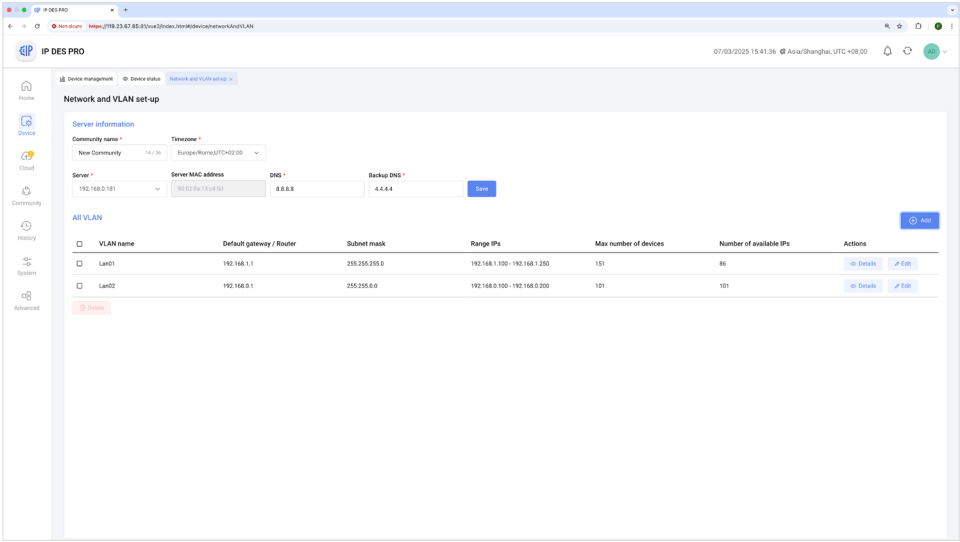 IP DES PRO
Non sicuro https://119.23.67.85:81/vue3/index.html#/device/networkAndVLAN
IP DES PRO
07/03/2025 15:41:36 Asia/Shanghai, UTC +08:00
AD
Device management Device status Network and VLAN set-up
Network and VLAN set-up
Home
Device
Cloud
Community
History
System
Advanced
Server information
Community name * Timezone *
New Community 14 / 36 Europe/Rome,UTC+02:00
Server * Server MAC address DNS * Backup DNS *
192.168.0.181 8.8.8.8 4.4.4.4 Save
All VLAN
Add
VLAN name Default gateway / Router Subnet mask Range IPs Max number of devices Number of available IPs Actions
Lan01 192.168.1.1 255.255.255.0 192.168.1.100 - 192.168.1.250 151 86 Details Edit
Lan02 192.168.0.1 255.255.0.0 192.168.0.100 - 192.168.0.200 101 101 Details Edit
Delete